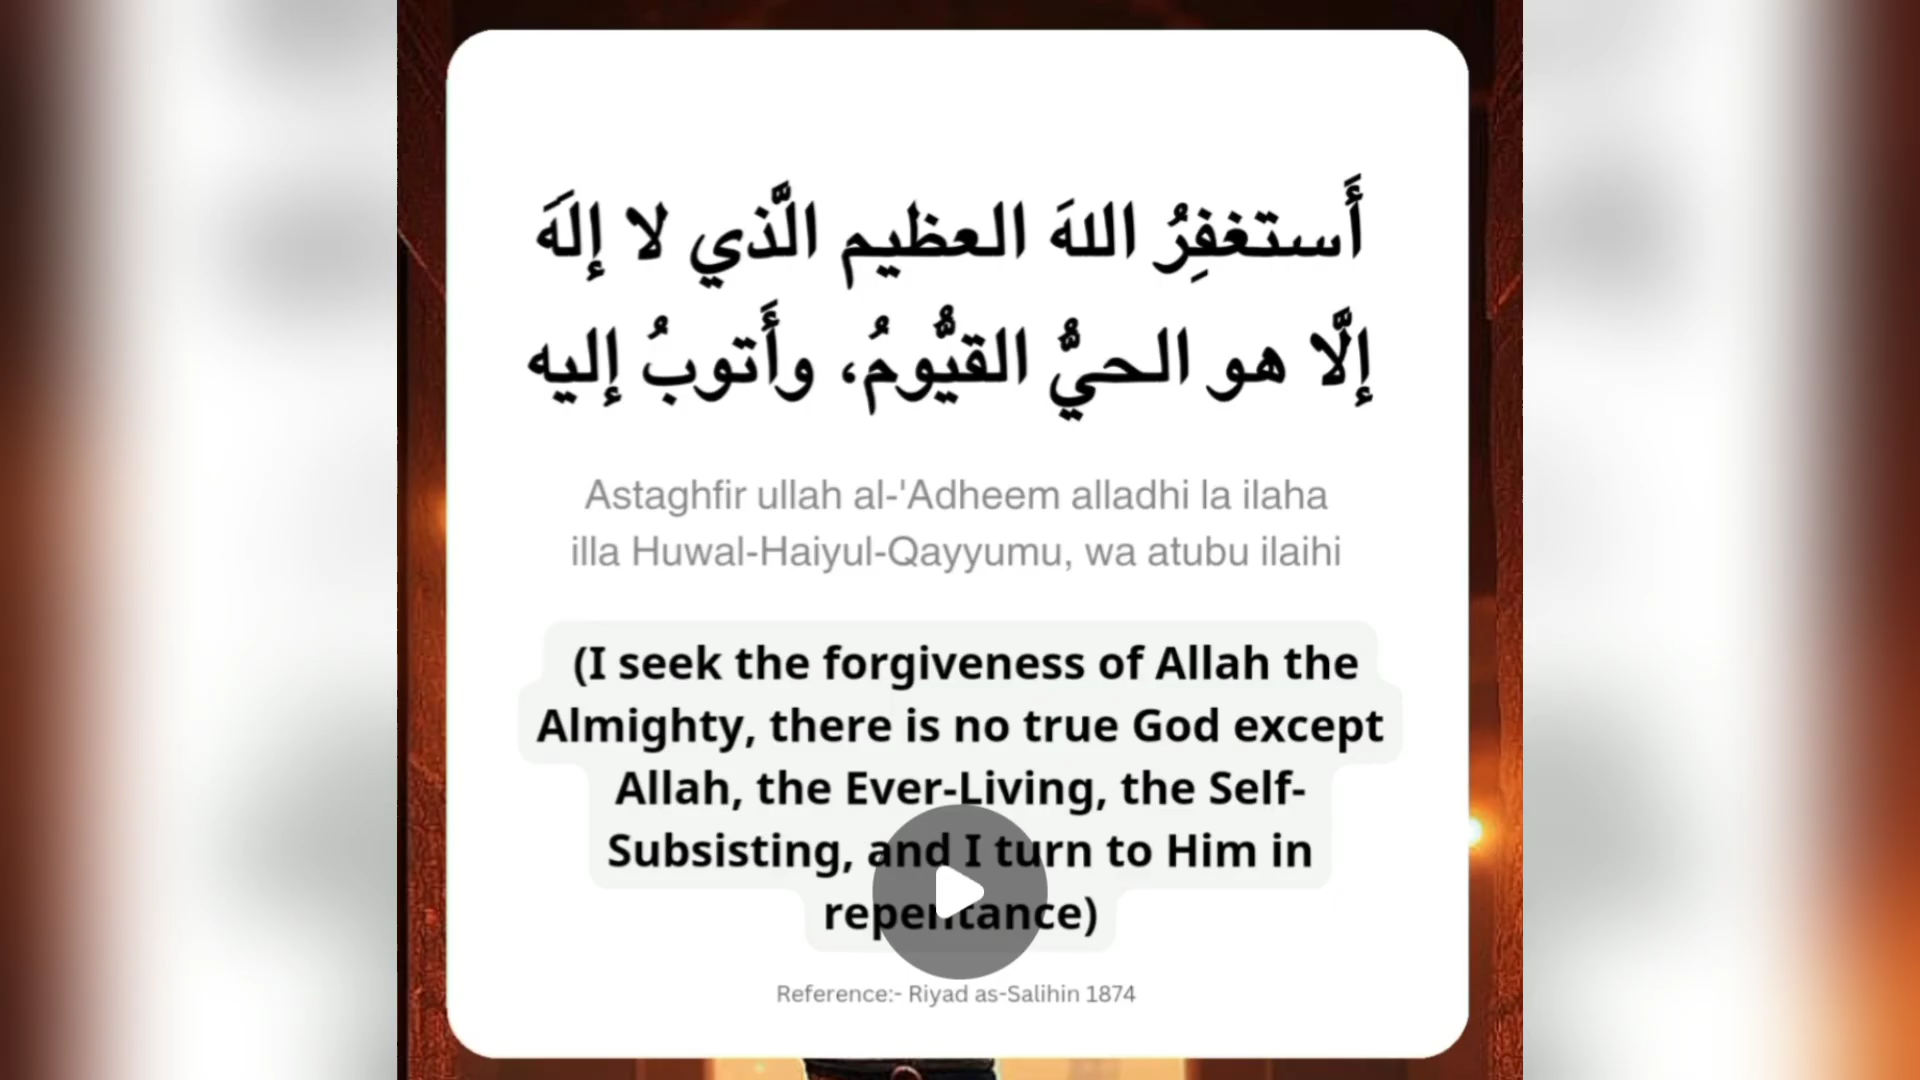 أَستغفِرُ اللهَ العظيم الَّذي لا إلهَ
إلَّا هو الحيُّ القيُّومُ، وأَتوبُ إليه
Astaghfir ullah al-'Adheem alladhi la ilaha
illa Huwal-Haiyul-Qayyumu, wa atubu ilaihi
(I seek the forgiveness of Allah the
Almighty, there is no true God except
Allah, the Ever-Living, the Self-
Subsisting, and I turn to Him in
repentance)
Reference:- Riyad as-Salihin 1874